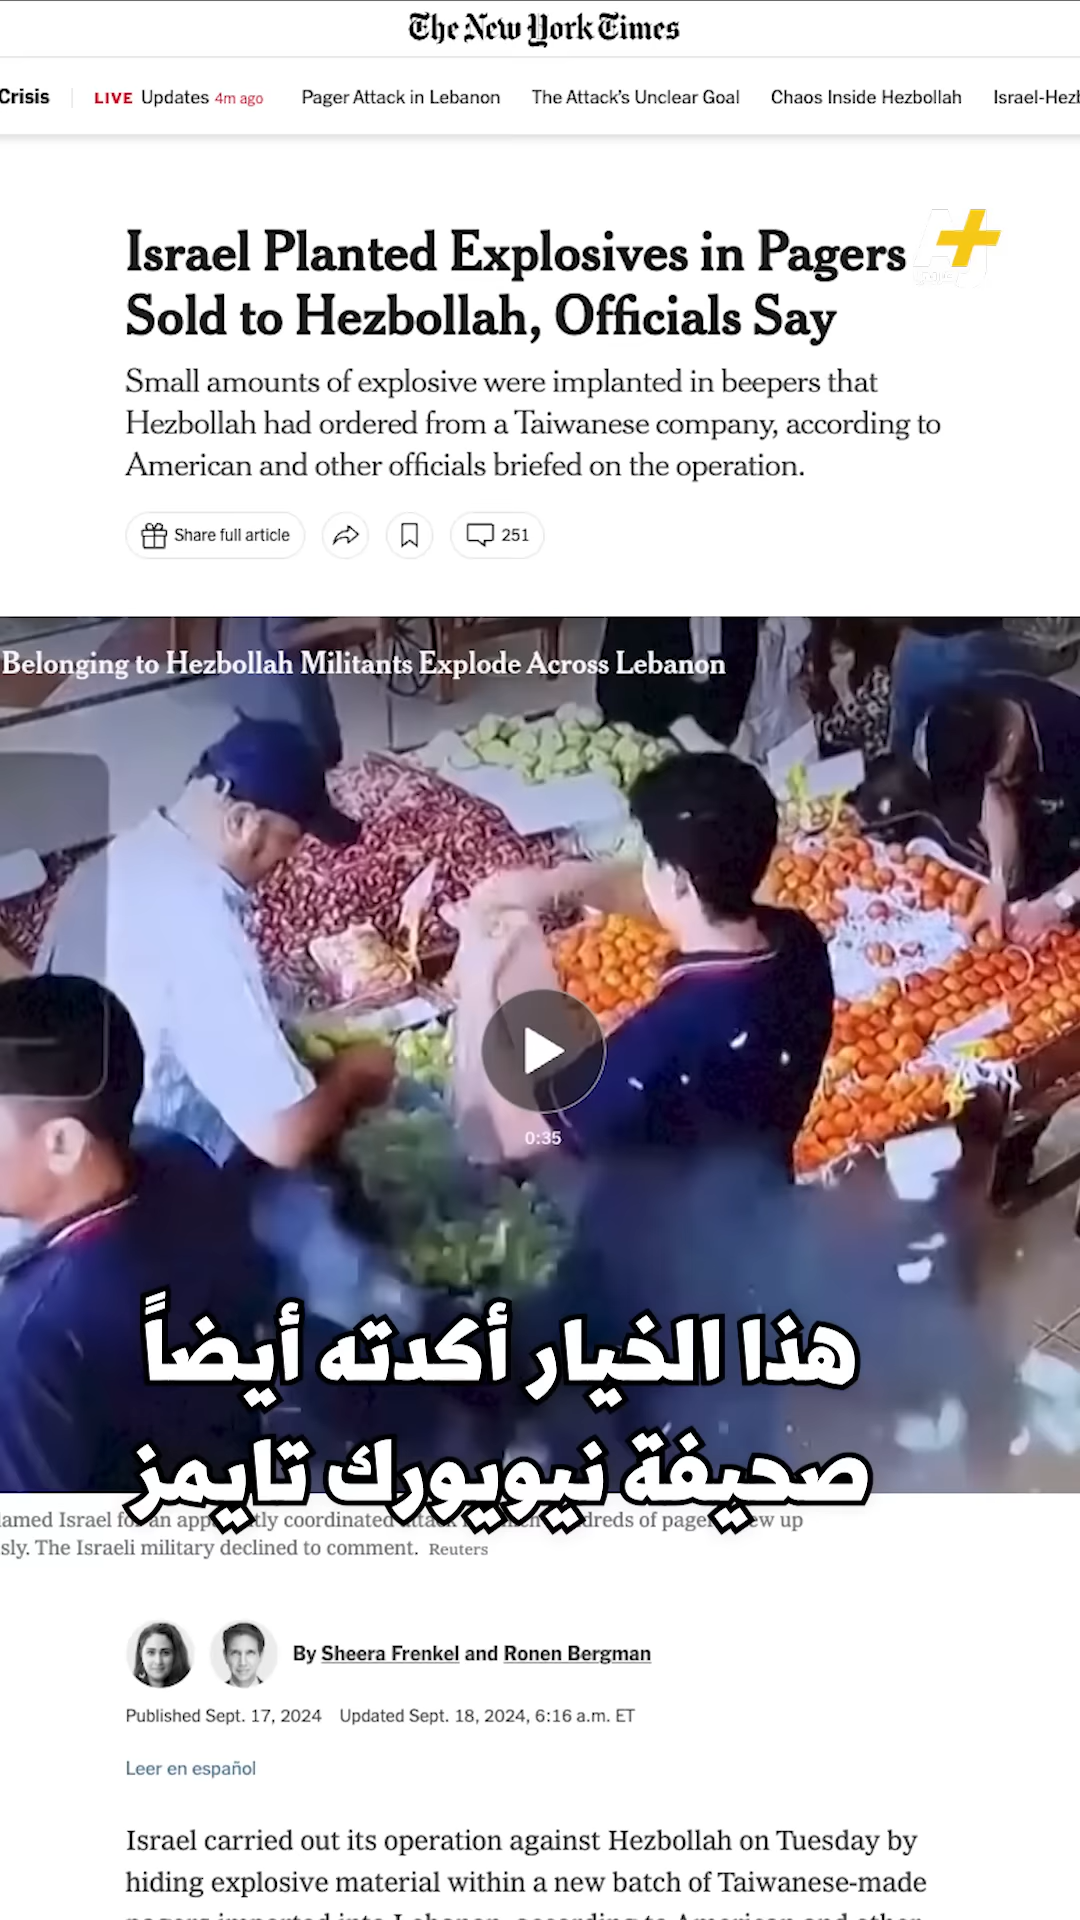 The New York Times
Crisis
LIVE Updates 4m ago
Pager Attack in Lebanon
The Attack's Unclear Goal
Chaos Inside Hezbollah
Israel Planted Explosives in Pagers
Sold to Hezbollah, Officials Say
Small amounts of explosive were implanted in beepers that
Hezbollah had ordered from a Taiwanese company, according to
American and other officials briefed on the operation.
Share full article
251
Belonging to Hezbollah Militants Explode Across Lebanon
0:35
هذا الخيار أكدته أيضاً
صحيفة نيويورك تايمز
Israel for an coordinated of
The Israeli military declined to comment. Reuters
By Sheera Frenkel and Ronen Bergman
Published Sept. 17, 2024 Updated Sept. 18, 2024, 6:16 a.m. ET
Leer en español
Israel carried out its operation against Hezbollah on Tuesday by
hiding explosive material within a new batch of Taiwanese-made